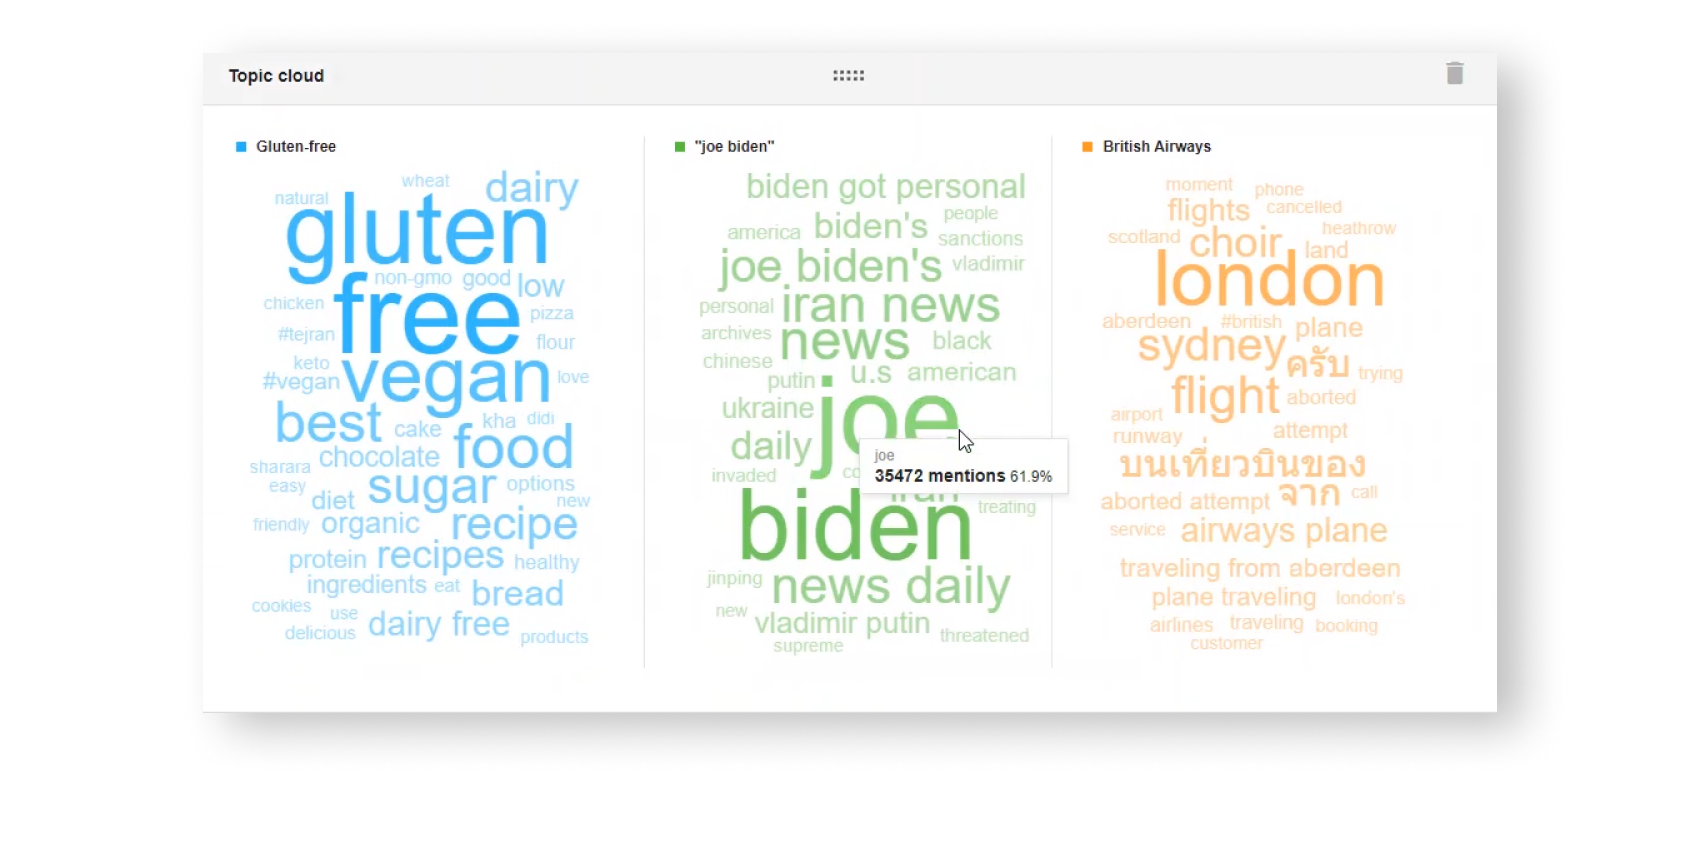 Topic cloud
Gluten-free
wheat dairy
natural
gluten
non-gmo good low
chicken free pizza
#tejran flour
keto
#vegan vegan love
best cake kha didi
chocolate food
sharara
easy sugar options
diet new
friendly organic recipe
protein recipes healthy
ingredients eat bread
cookies use
delicious dairy free products
"joe biden"
biden got personal
america biden's people
sanctions
joe biden's vladimir
personal iran news
archives news black
chinese
putin u.s american
ukraine joe
daily
invaded
joe
35472 mentions 61.9%
iran
treating
biden
jinping news daily
new vladimir putin threatened
supreme
British Airways
moment phone
flights cancelled
heathrow
scotland choir land
london
aberdeen #british plane
sydney ครับ trying
flight aborted
airport
runway attempt
บนเที่ยวบินของ
aborted attempt จาก call
service airways plane
traveling from aberdeen
plane traveling london's
airlines traveling booking
customer